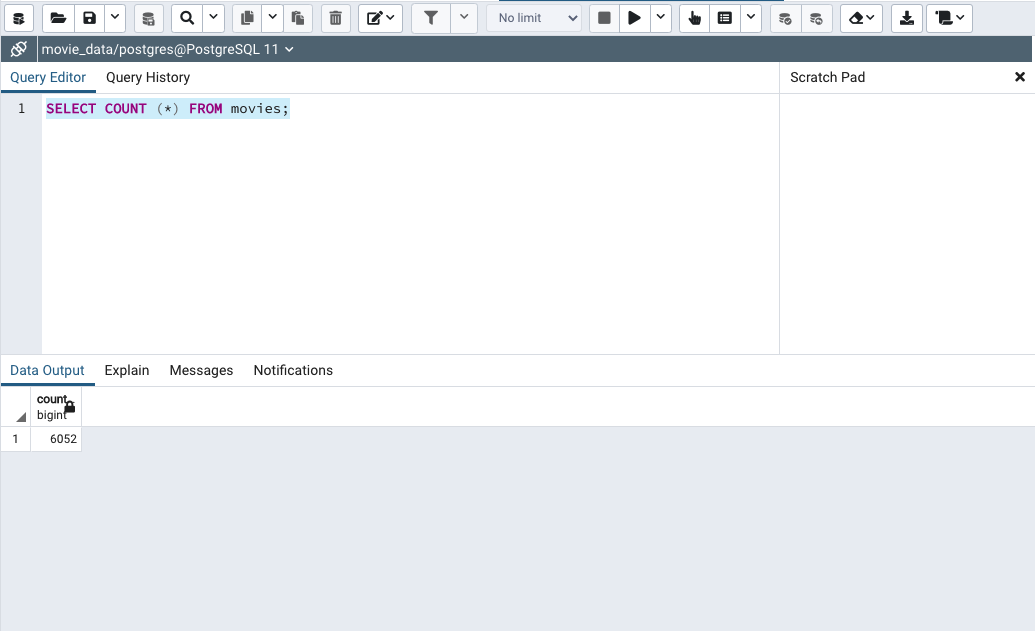 No limit
movie_data/postgres@PostgreSQL 11
Query Editor Query History Scratch Pad
1 SELECT COUNT (*) FROM movies;
Data Output Explain Messages Notifications
count
bigint
1 6052